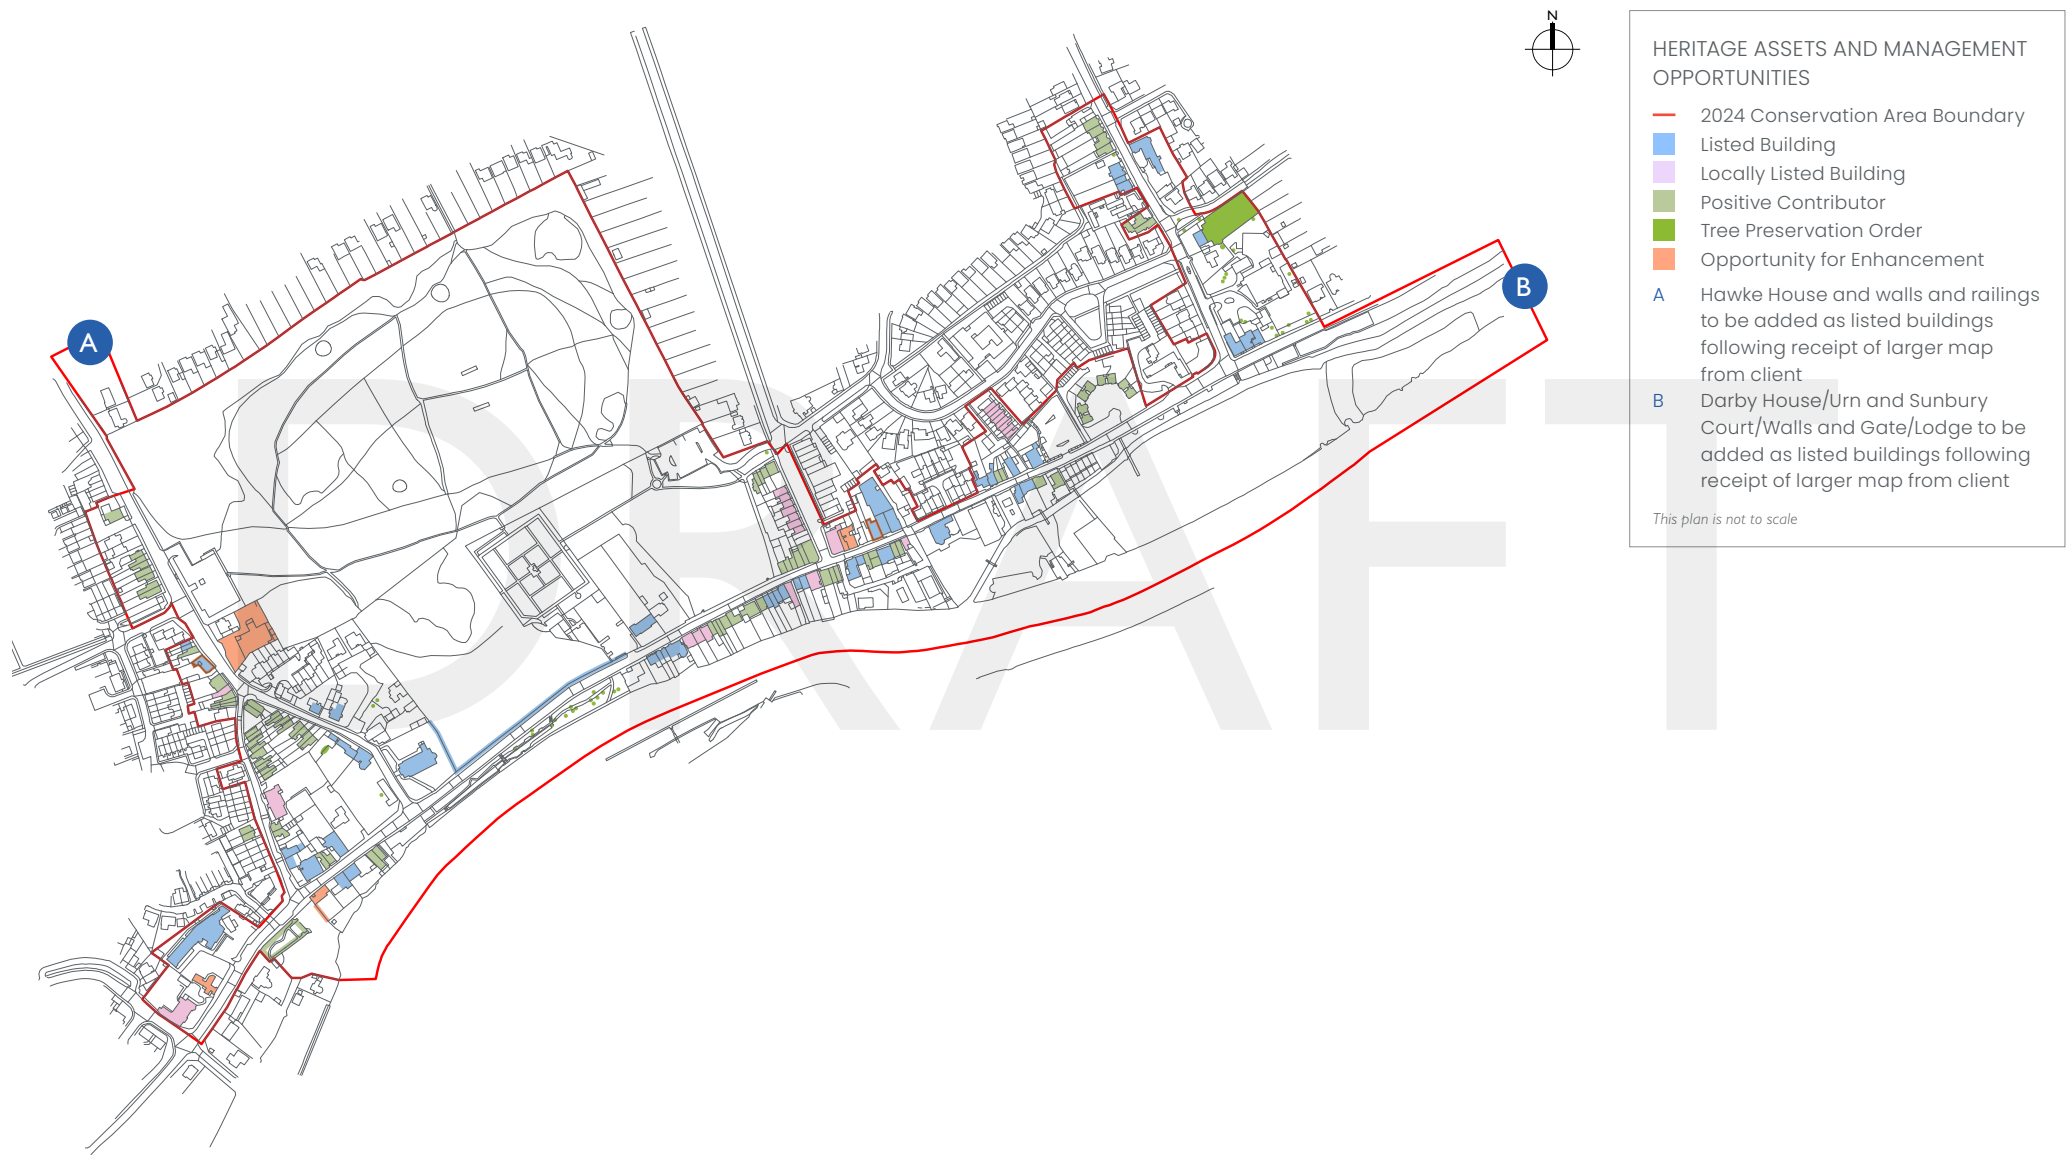 N
HERITAGE ASSETS AND MANAGEMENT
OPPORTUNITIES
2024 Conservation Area Boundary
Listed Building
Locally Listed Building
Positive Contributor
Tree Preservation Order
Opportunity for Enhancement
A Hawke House and walls and railings
to be added as listed buildings
following receipt of larger map
from client
B Darby House/Urn and Sunbury
Court/Walls and Gate/Lodge to be
added as listed buildings following
receipt of larger map from client
This plan is not to scale
A
B
DRAFT